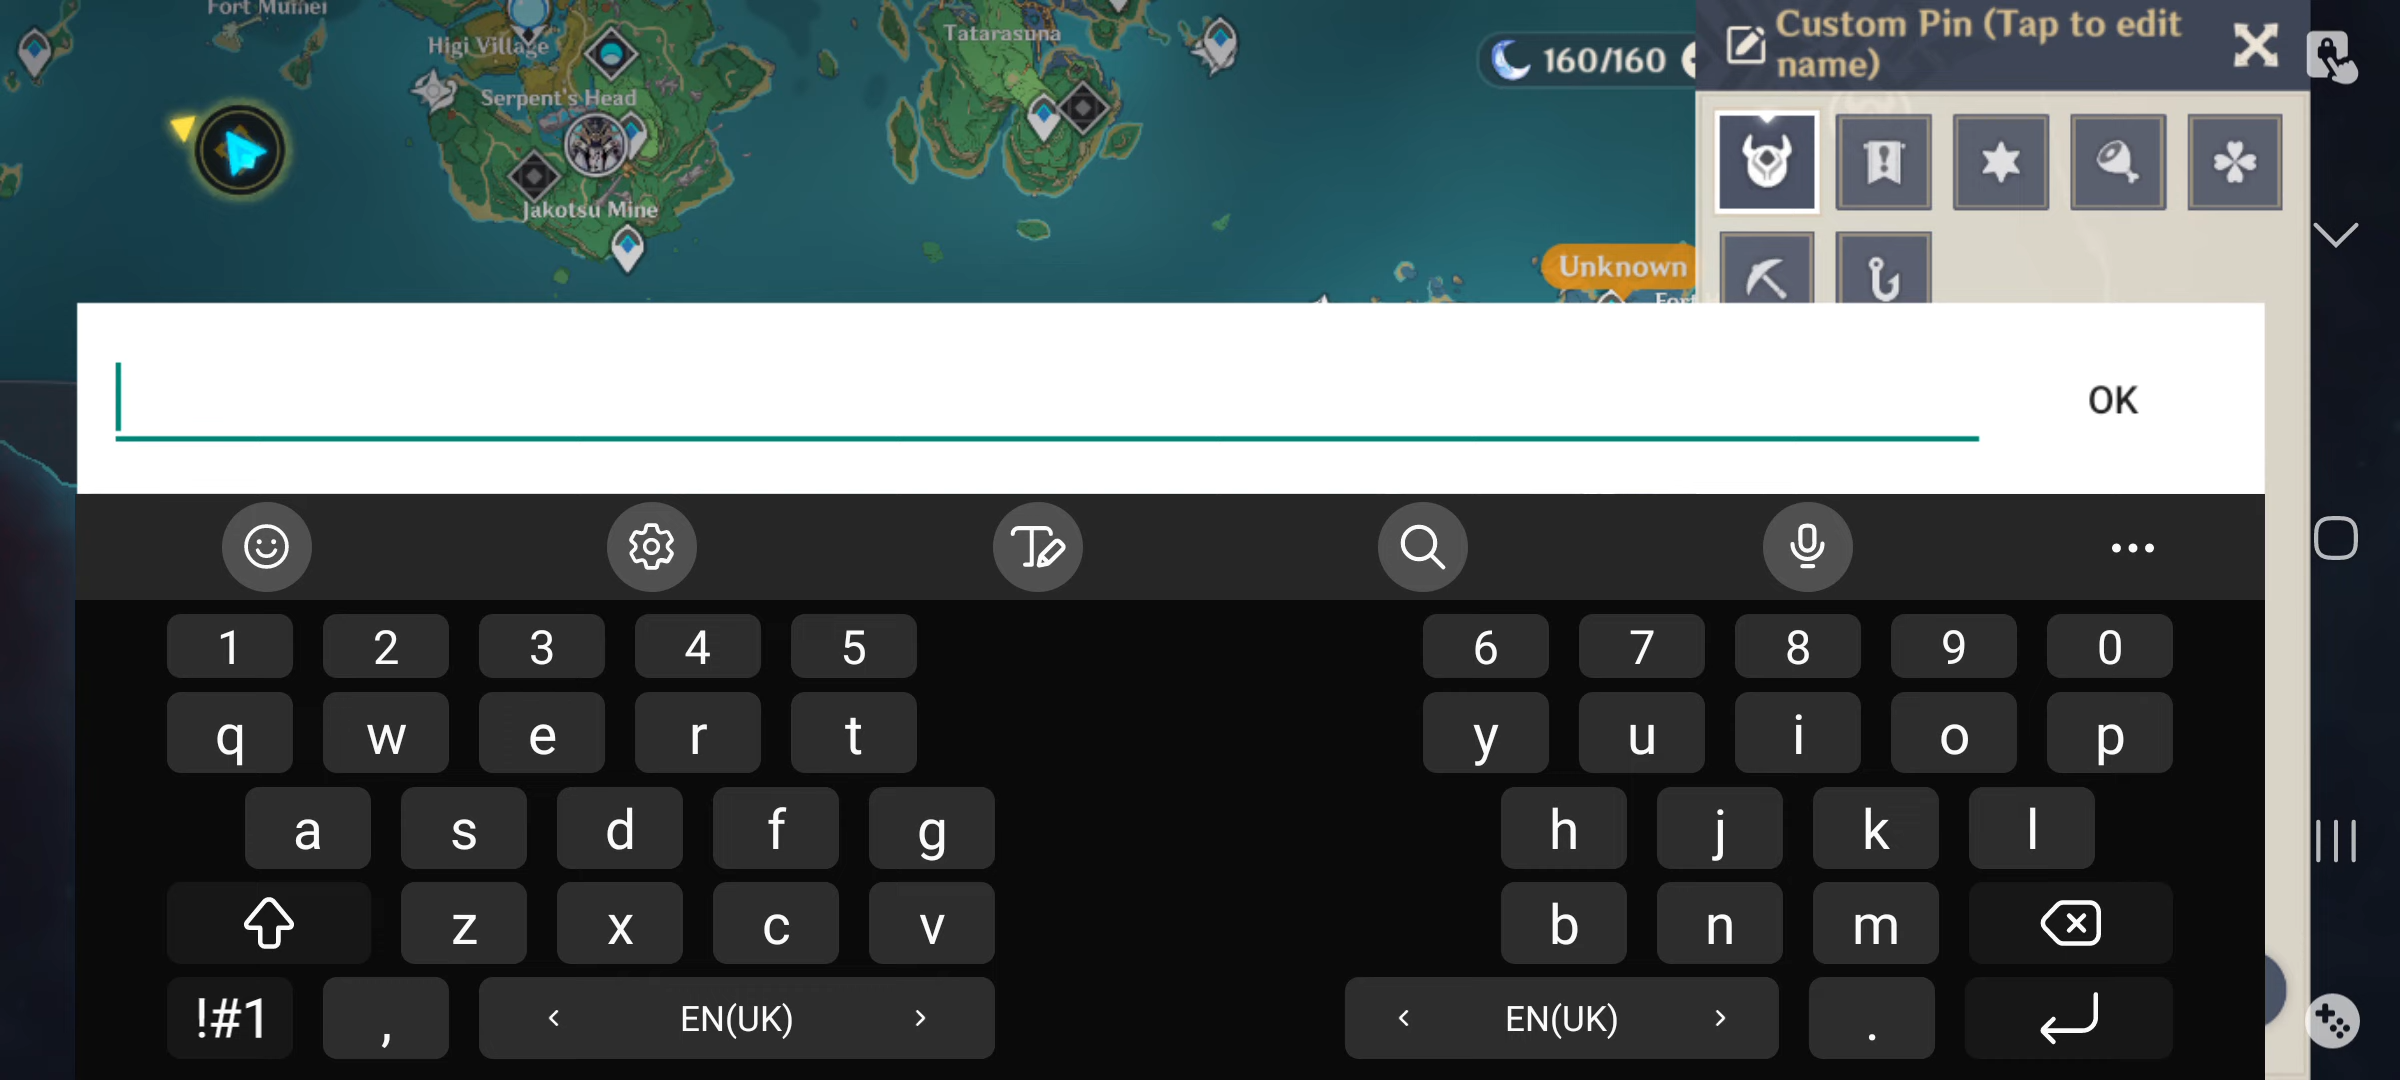 Fort Mumei
Higi Village
Tatarasuna
Serpent's Head
Jakotsu Mine
160/160
Custom Pin (Tap to edit
name)
Unknown
Fort
OK
1 2 3 4 5 6 7 8 9 0
q w e r t y u i o p
a s d f g h j k l
z x c v b n m
!#1 , < EN(UK) > < EN(UK) > .